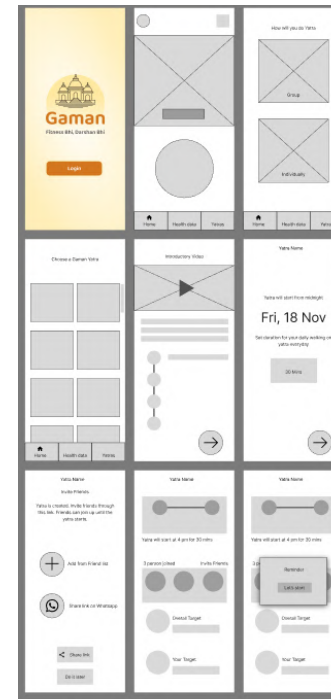 Gaman
Fitness Bhi, Darshan Bhi
Login
Home Health data Yatras
How will you do Yatra
Group
Individually
Home Health data Yatras
Choose a Gaman Yatra
Home Health data Yatras
Introductory Video
Yatra Name
Yatra will start from midnight
Fri, 18 Nov
Set duration for your daily walking on
yatra everyday
20 Mins
Yatra Name
Invite Friends
Yatra is created. Invite friends through
this link. Friends can join up until the
yatra starts.
Add from Friend list
Share link on Whatsapp
Share link
Do it later
Yatra Name
Yatra will start at 4 pm for 20 mins
3 person joined Invite Friends
Overall Target
Your Target
Yatra Name
Yatra will start at 4 pm for 20 mins
Reminder
Let's start
Overall Target
Your Target